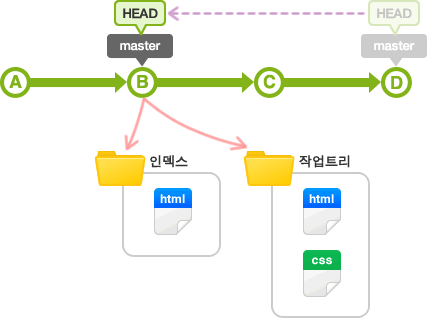 HEAD HEAD
master master
A B C D
인덱스 작업트리
html html
css